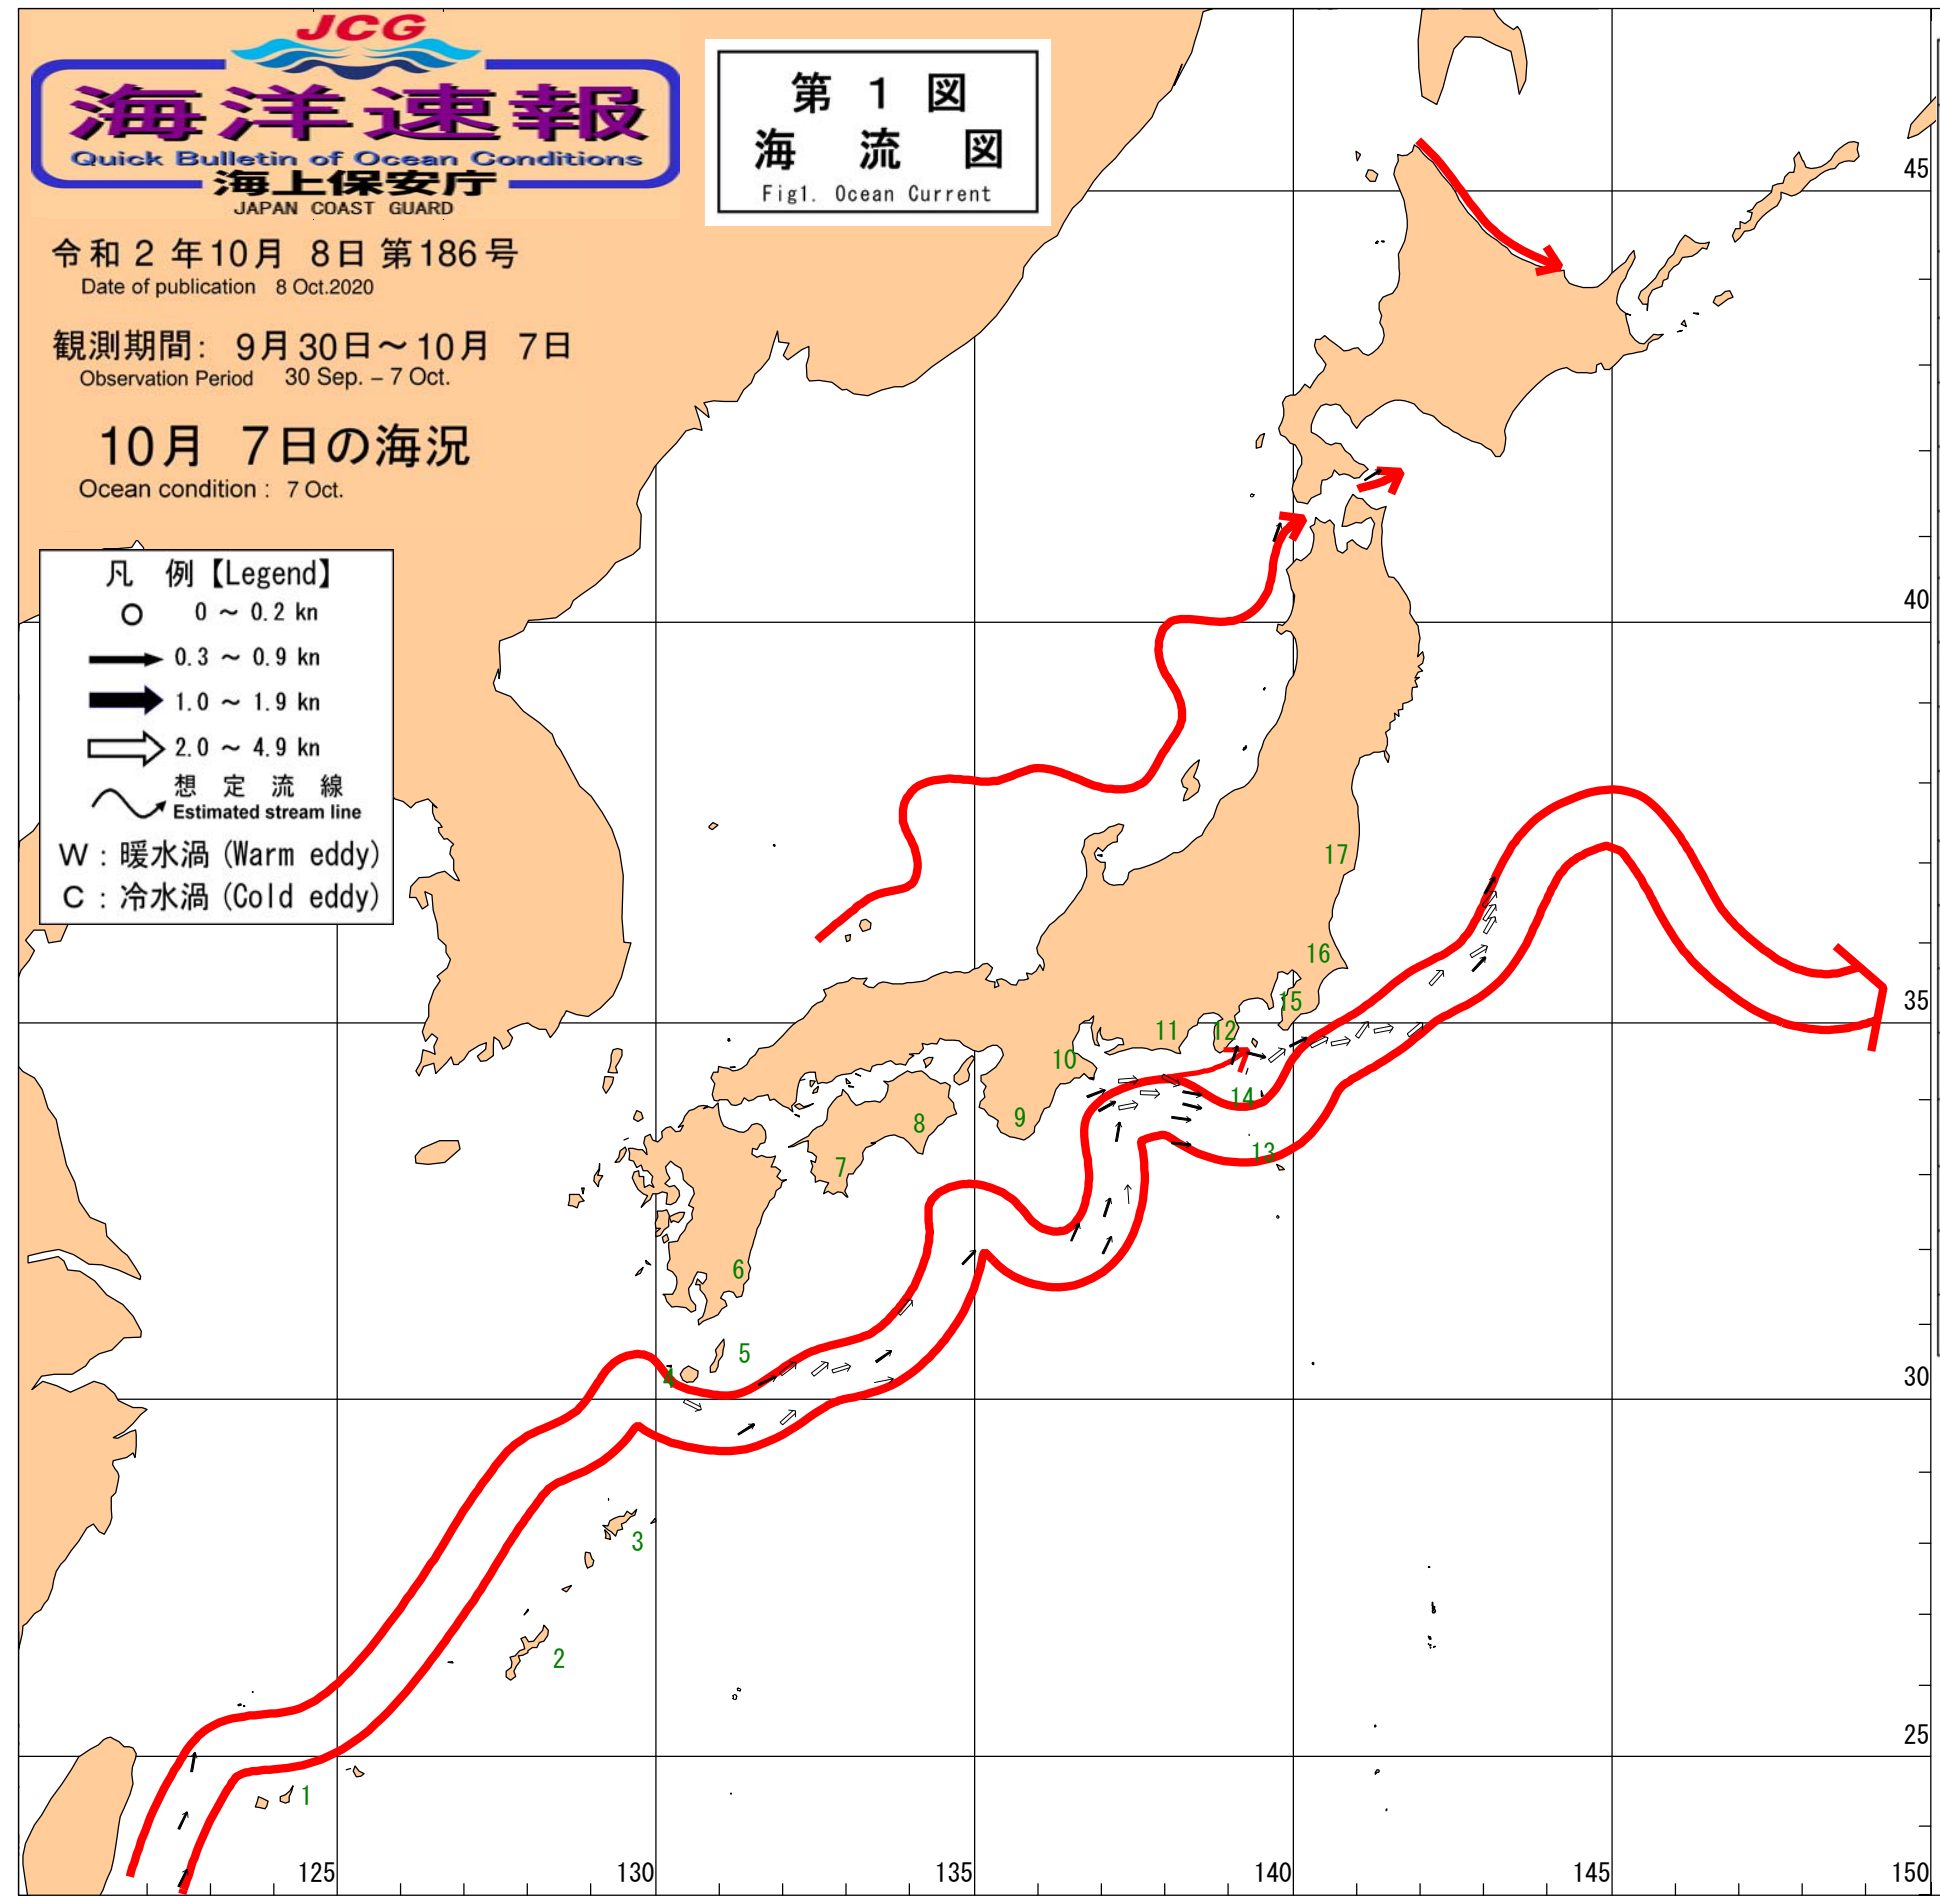 JCG
海洋速報
Quick Bulletin of Ocean Conditions
海上保安庁
JAPAN COAST GUARD
令和 2 年10月 8日 第186号
Date of publication 8 Oct.2020
観測期間: 9月30日～10月 7日
Observation Period 30 Sep. – 7 Oct.
10月 7日の海況
Ocean condition : 7 Oct.
第 1 図
海 流 図
Fig1. Ocean Current
凡 例【Legend】
0 ～ 0.2 kn
0.3 ～ 0.9 kn
1.0 ～ 1.9 kn
2.0 ～ 4.9 kn
想 定 流 線
Estimated stream line
W : 暖水渦 (Warm eddy)
C : 冷水渦 (Cold eddy)
45
40
17
16
15
35
12
11
10
14
9
8
13
7
6
5
4
30
3
2
25
1
125
130
135
140
145
150